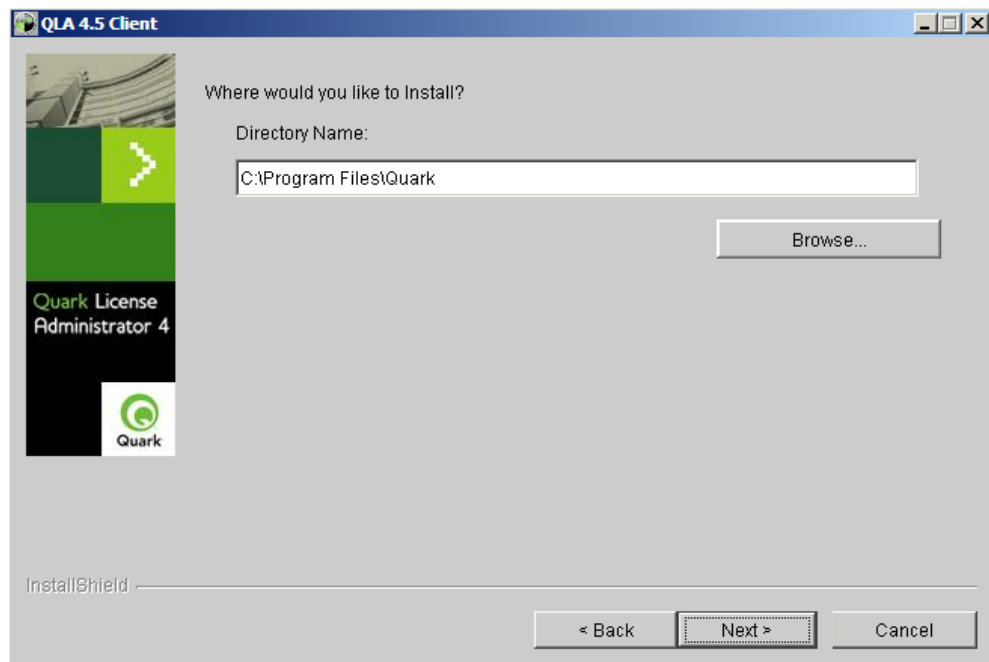 QLA 4.5 Client
Where would you like to Install?
Directory Name:
C:\Program Files\Quark
Browse...
Quark License
Administrator 4
Quark
InstallShield
< Back
Next >
Cancel